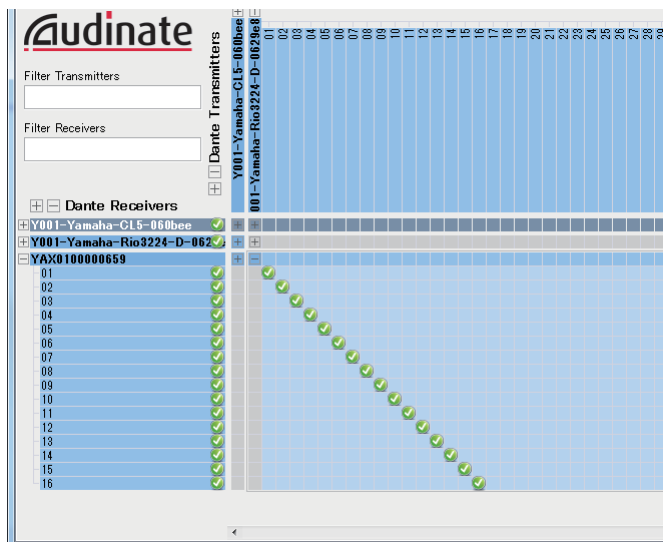 Audinate
Filter Transmitters
Filter Receivers
Dante Transmitters
Y001-Yamaha-CL5-060bee
001-Yamaha-Rio3224-D-0629e8
01 02 03 04 05 06 07 08 09 10 11 12 13 14 15 16 17 18 19 20 21 22 23 24 25 26 27 28 29
Dante Receivers
Y001-Yamaha-CL5-060bee
Y001-Yamaha-Rio3224-D-062
YAX0100000659
01
02
03
04
05
06
07
08
09
10
11
12
13
14
15
16